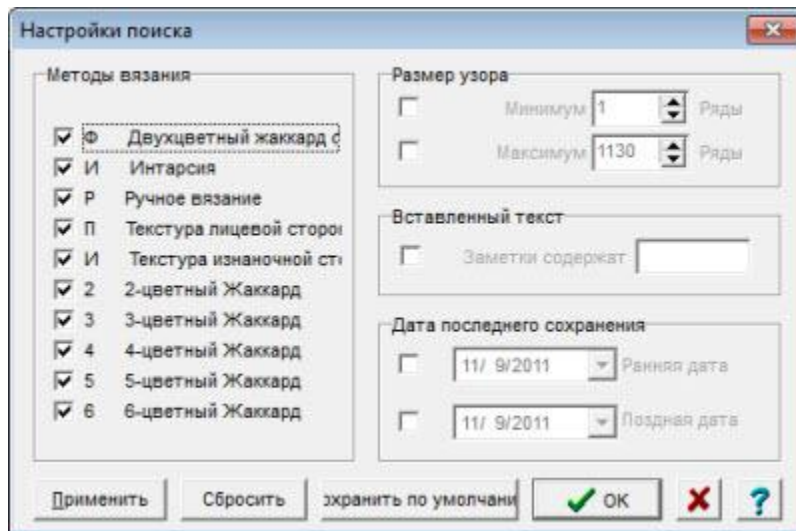 Настройки поиска
Методы вязания
Ф Двухцветный жаккард с
И Интарсия
Р Ручное вязание
П Текстура лицевой сторо
И Текстура изнаночной ст
2 2-цветный Жаккард
3 3-цветный Жаккард
4 4-цветный Жаккард
5 5-цветный Жаккард
6 6-цветный Жаккард
Размер узора
Минимум 1 Ряды
Максимум 1130 Ряды
Вставленный текст
Заметки содержат
Дата последнего сохранения
11/ 9/2011 Ранняя дата
11/ 9/2011 Поздная дата
Применить Сбросить охранить по умолчани OK ?